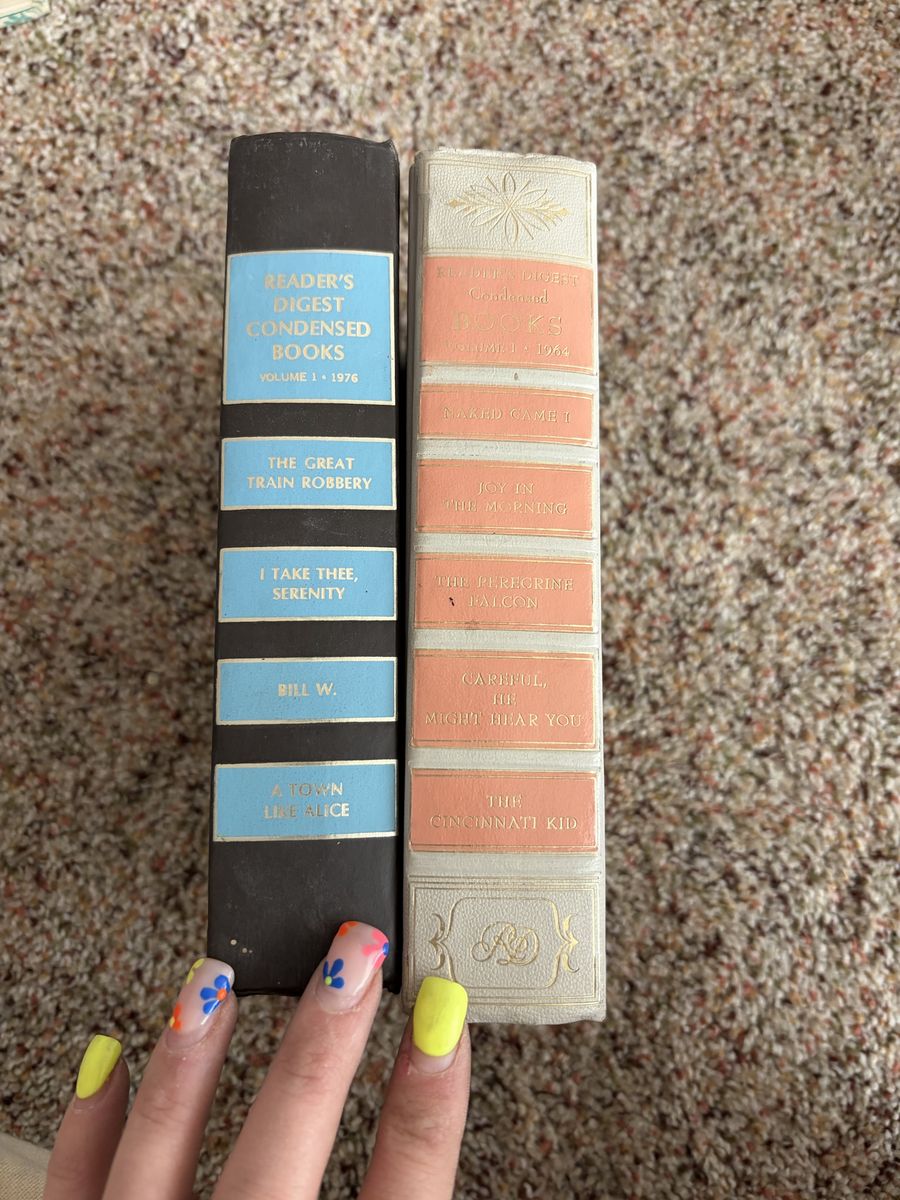 READER'S
DIGEST
CONDENSED
BOOKS
VOLUME 1 • 1976
THE GREAT
TRAIN ROBBERY
I TAKE THEE,
SERENITY
BILL W.
A TOWN
LIKE ALICE
READER'S DIGEST
Condensed
BOOKS
VOLUME 1 • 1964
NAKED CAME I
JOY IN
THE MORNING
THE PEREGRINE
FALCON
CAREFUL,
HE
MIGHT HEAR YOU
THE
CINCINNATI KID
RD